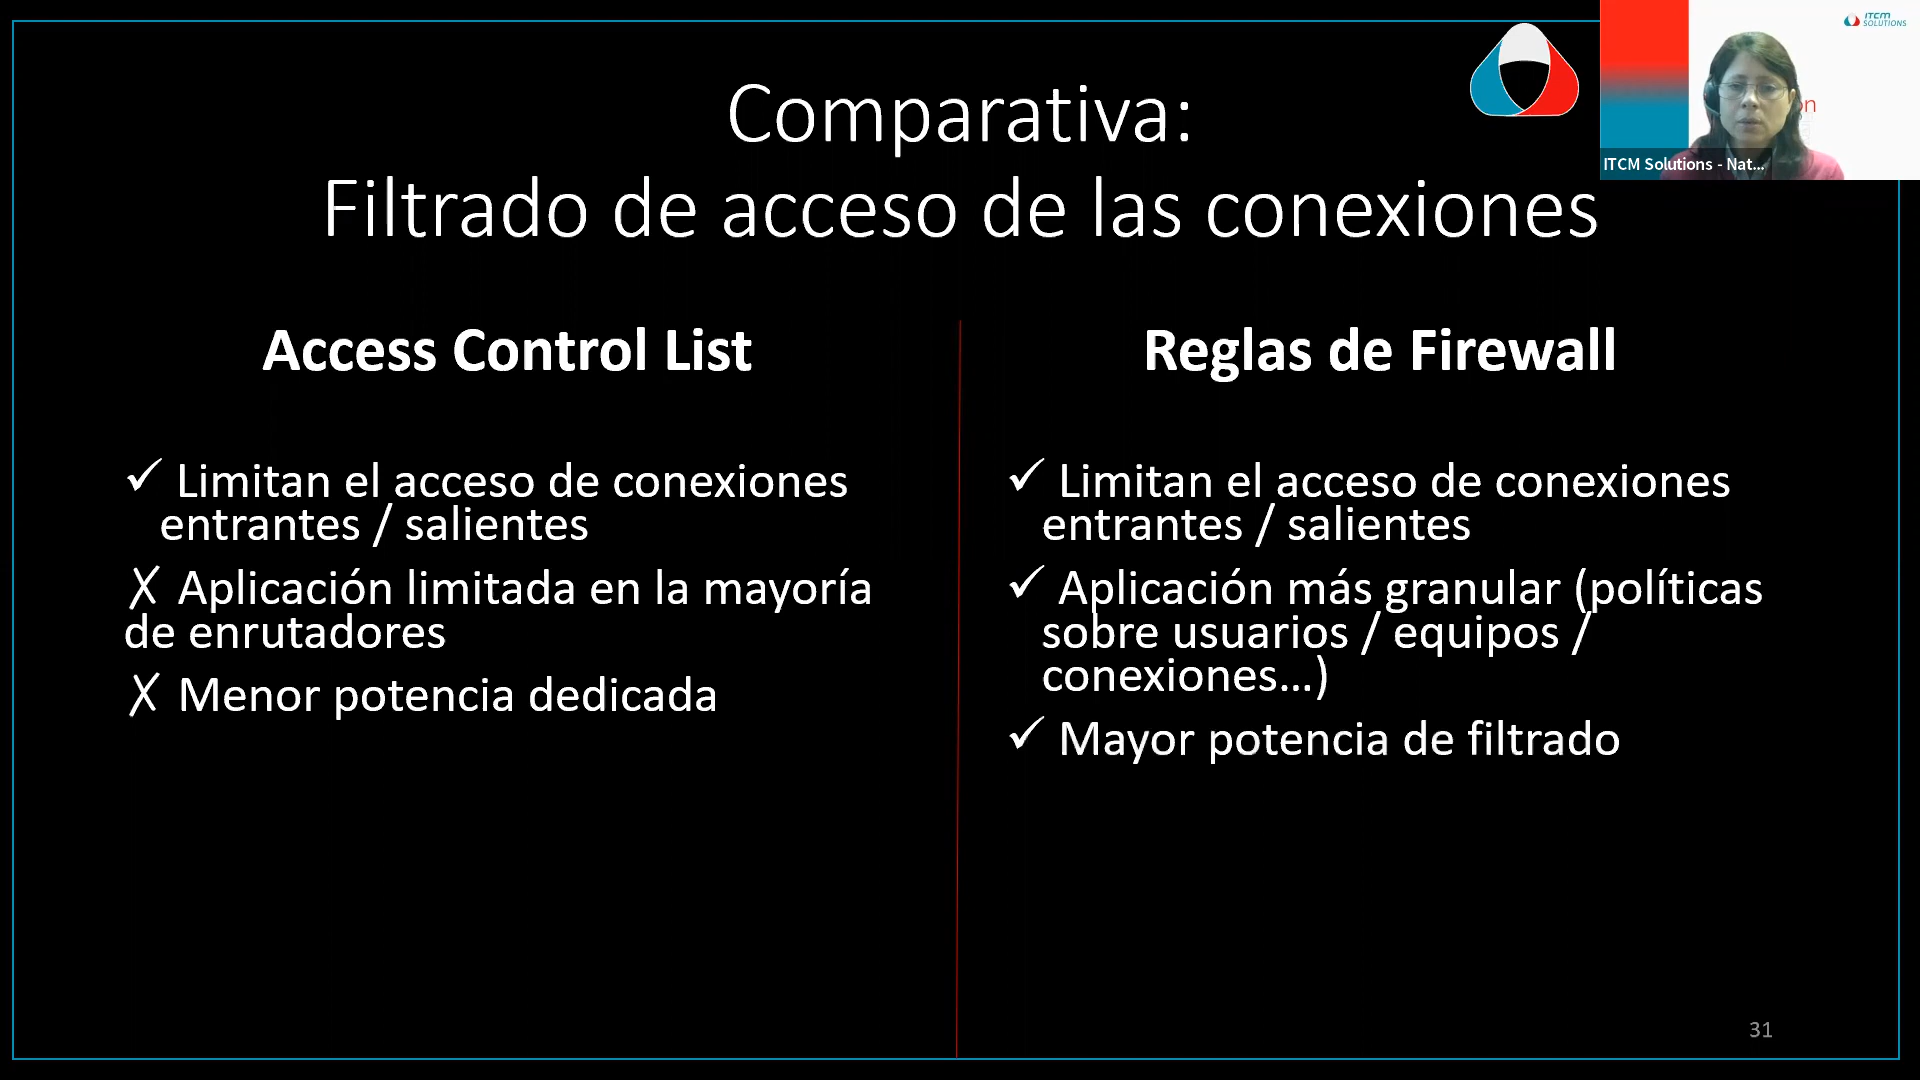 Comparativa:
Filtrado de acceso de las conexiones
ITCM
SOLUTIONS
ITCM Solutions - Nat...
Access Control List
✓ Limitan el acceso de conexiones
entrantes / salientes
✗ Aplicación limitada en la mayoría
de enrutadores
✗ Menor potencia dedicada
Reglas de Firewall
✓ Limitan el acceso de conexiones
entrantes / salientes
✓ Aplicación más granular (políticas
sobre usuarios / equipos /
conexiones...)
✓ Mayor potencia de filtrado
31